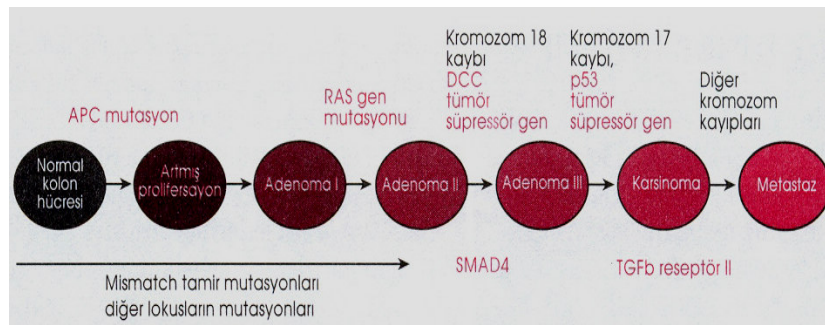 Kromozom 18
kaybı
DCC
tümör
süpressör gen
Kromozom 17
kaybı,
p53
tümör
süpressör gen
RAS gen
mutasyonu
APC mutasyon
Diğer
kromozom
kayıpları
Normal
kolon
hücresi
Artmış
prolifersayon
Adenoma I
Adenoma II
Adenoma III
Karsinoma
Metastaz
Mismatch tamir mutasyonları
diğer lokusların mutasyonları
SMAD4
TGFb reseptör II